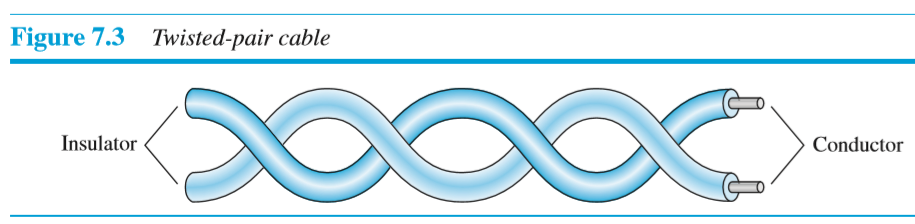 Figure 7.3 Twisted-pair cable
Insulator
Conductor